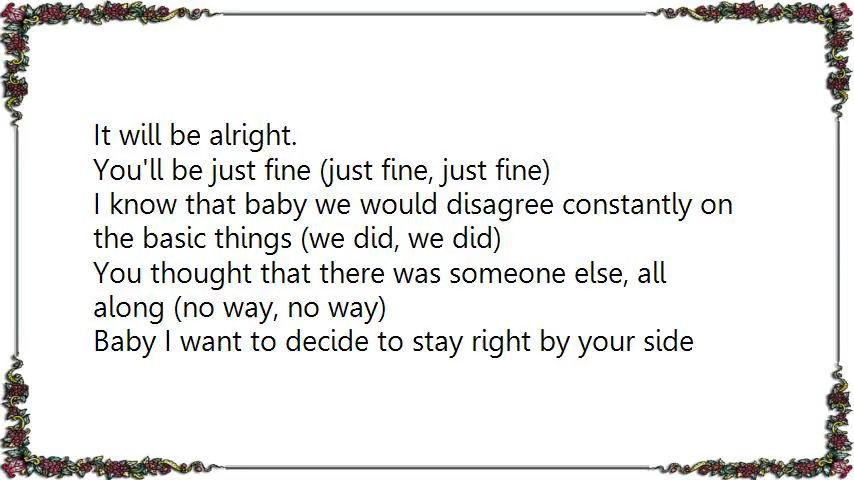 It will be alright.
You'll be just fine (just fine, just fine)
I know that baby we would disagree constantly on
the basic things (we did, we did)
You thought that there was someone else, all
along (no way, no way)
Baby I want to decide to stay right by your side